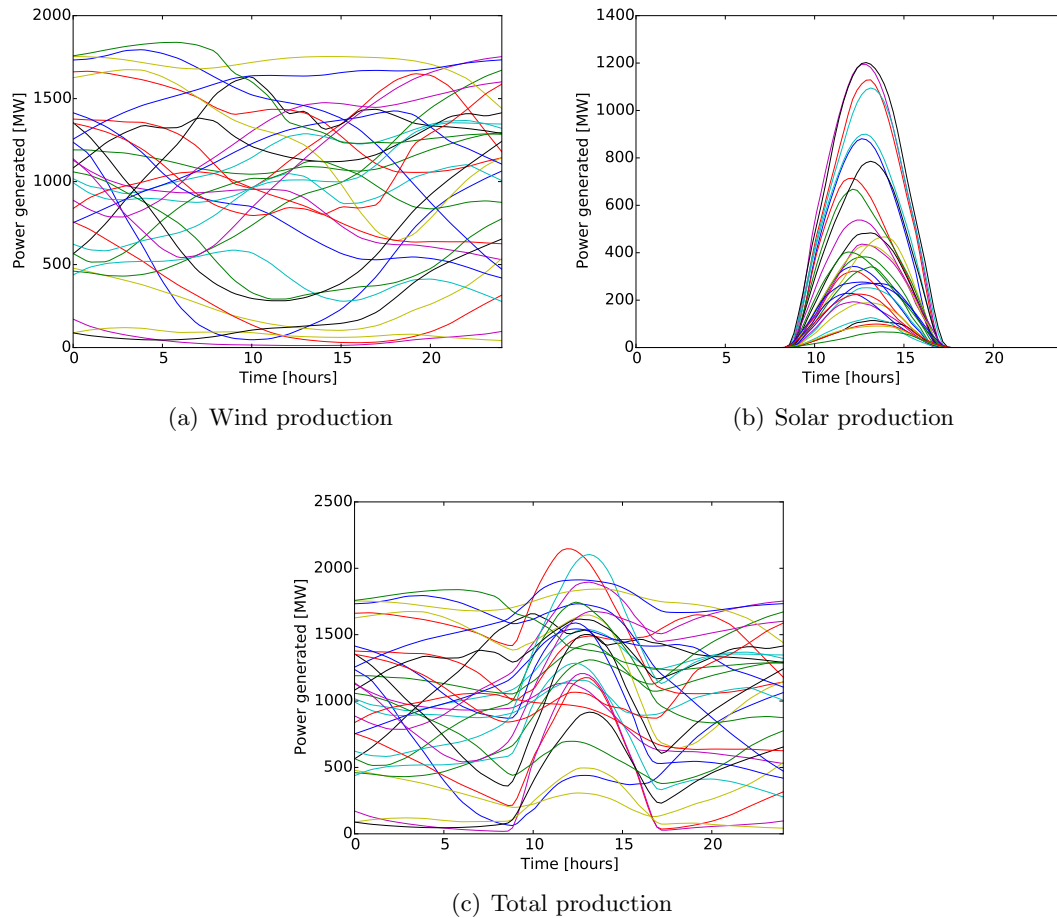 2000
1500
1000
500
0
0 5 10 15 20
Power generated [MW]
Time [hours]
(a) Wind production
1400
1200
1000
800
600
400
200
0
0 5 10 15 20
Power generated [MW]
Time [hours]
(b) Solar production
2500
2000
1500
1000
500
0
0 5 10 15 20
Power generated [MW]
Time [hours]
(c) Total production